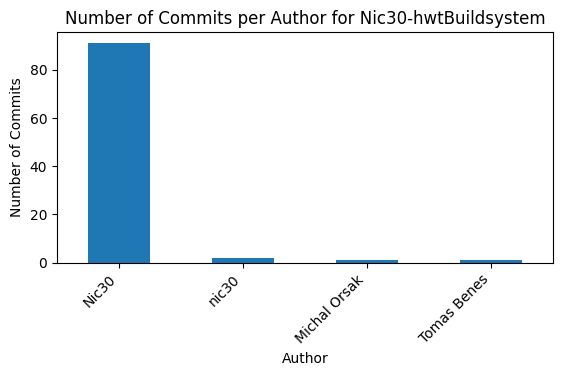 Number of Commits per Author for Nic30-hwtBuildsystem
Number of Commits
80
60
40
20
0
Nic30
nic30
Michal Orsak
Tomas Benes
Author